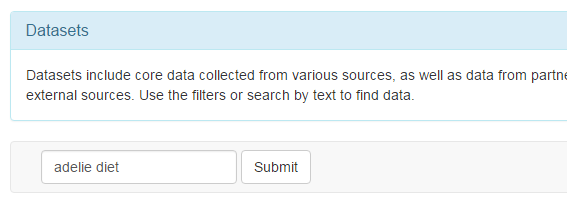 Datasets
Datasets include core data collected from various sources, as well as data from
external sources. Use the filters or search by text to find data.
adelie diet
Submit